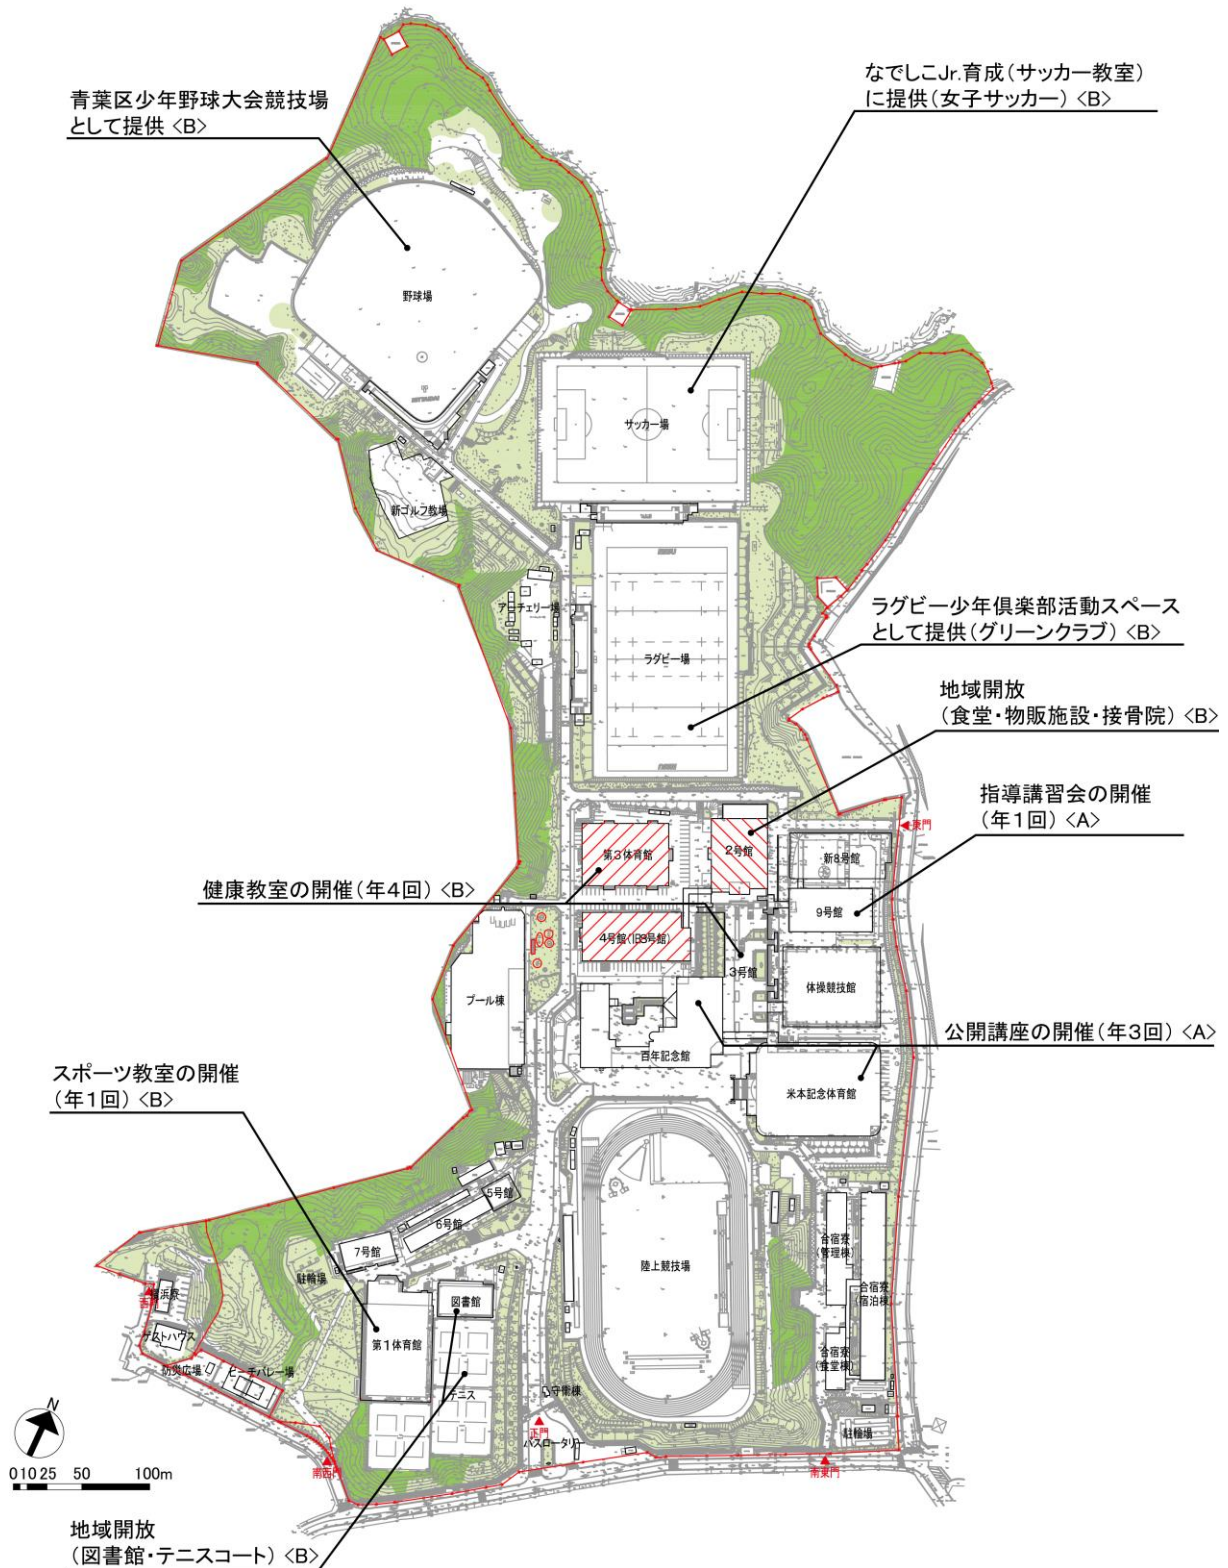 青葉区少年野球大会競技場
として提供 <B>
なでしこJr.育成(サッカー教室)
に提供(女子サッカー) <B>
野球場
サッカー場
新ゴルフ教場
アーチェリー場
ラグビー場
ラグビー少年倶楽部活動スペース
として提供(グリーンクラブ) <B>
地域開放
(食堂・物販施設・接骨院) <B>
指導講習会の開催
(年1回) <A>
東門
第3体育館
2号館
新8号館
健康教室の開催(年4回) <B>
9号館
4号館(旧8号館)
3号館
プール棟
体操競技館
百年記念館
公開講座の開催(年3回) <A>
米本記念体育館
スポーツ教室の開催
(年1回) <B>
5号館
6号館
7号館
駐輪場
陸上競技場
合宿寮
(管理棟)
合宿寮
(宿泊棟)
合宿寮
(食堂棟)
図書館
第1体育館
テニス
西門
ゲストハウス
防災広場
ビーチバレー場
守衛棟
正門
バスロータリー
駐輪場
南西門
南東門
N
0 10 25 50 100m
地域開放
(図書館・テニスコート) <B>